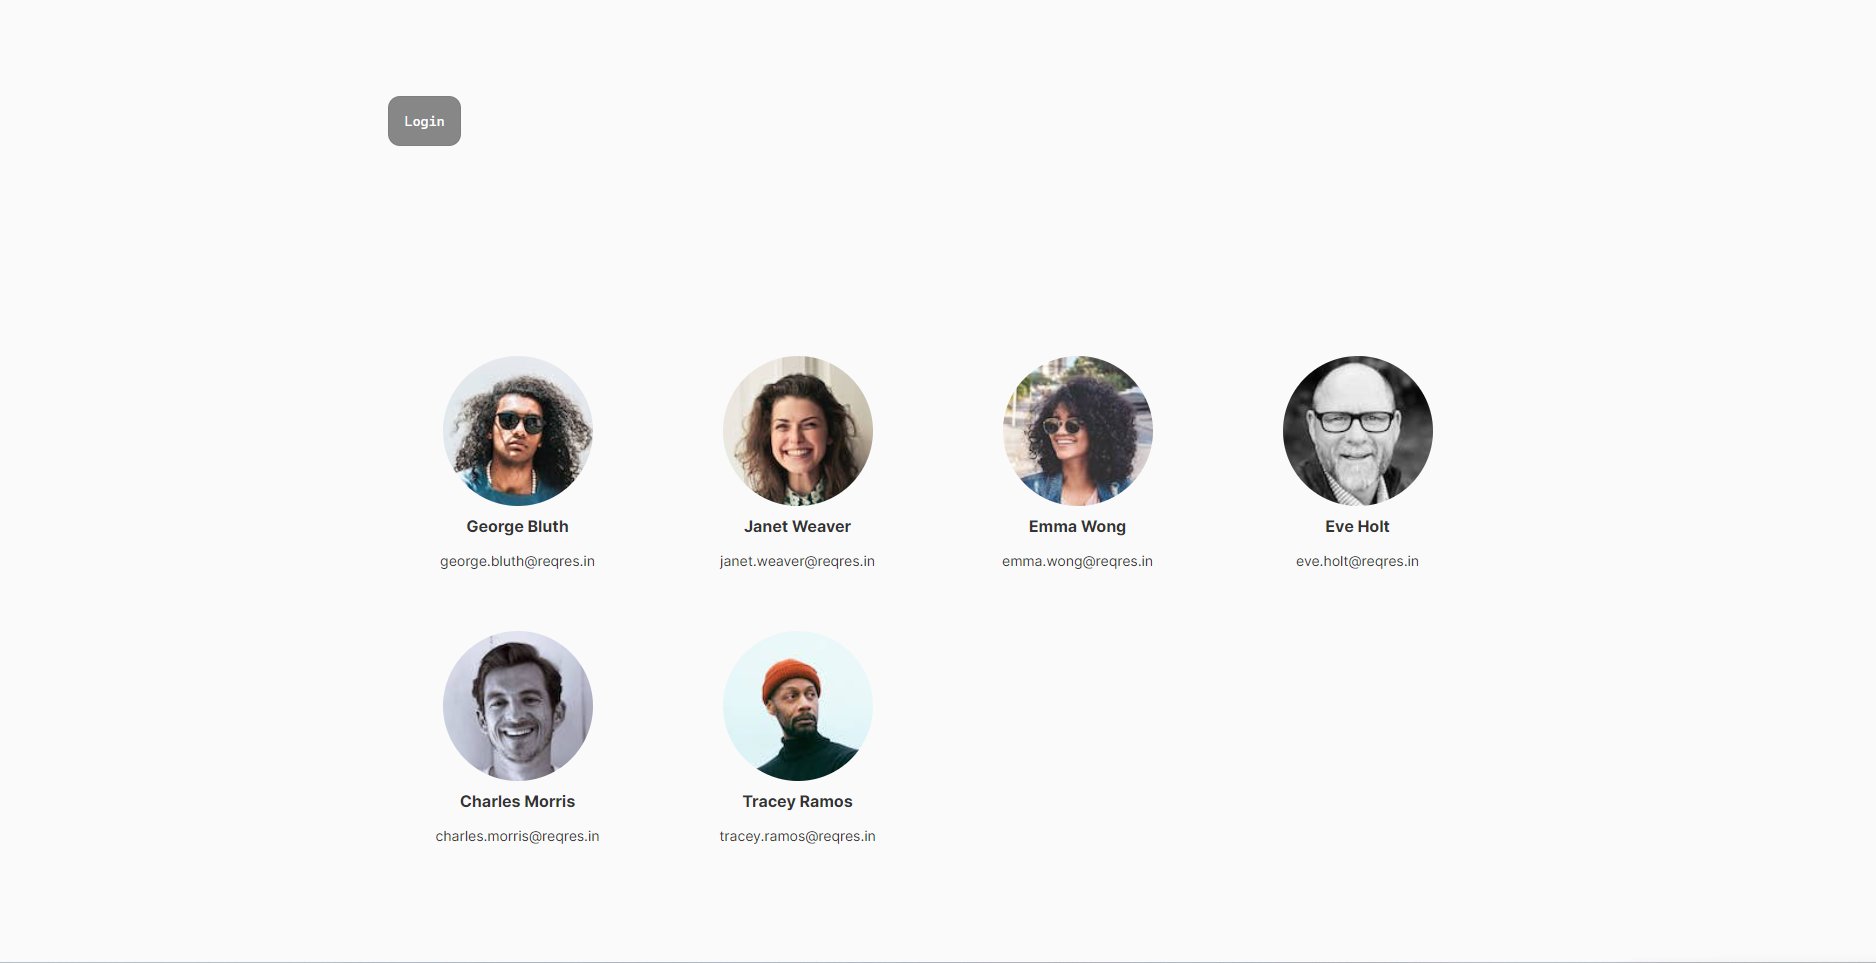 Login
George Bluth
george.bluth@reqres.in
Janet Weaver
janet.weaver@reqres.in
Emma Wong
emma.wong@reqres.in
Eve Holt
eve.holt@reqres.in
Charles Morris
charles.morris@reqres.in
Tracey Ramos
tracey.ramos@reqres.in